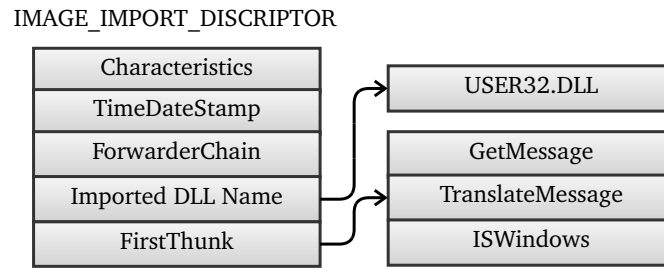 IMAGE_IMPORT_DISCRIPTOR
Characteristics
TimeDateStamp
ForwarderChain
Imported DLL Name
FirstThunk
USER32.DLL
GetMessage
TranslateMessage
ISWindows